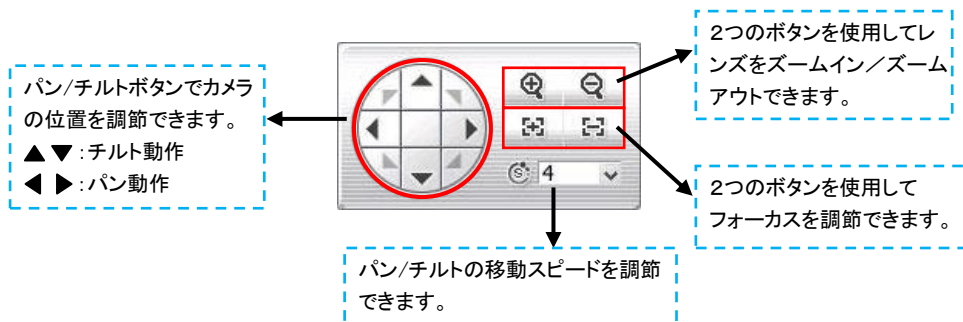 パン/チルトボタンでカメラ
の位置を調節できます。
▲▼:チルト動作
◀ ▶:パン動作
2つのボタンを使用してレ
ンズをズームイン／ズーム
アウトできます。
S 4
2つのボタンを使用して
フォーカスを調節できます。
パン/チルトの移動スピードを調節
できます。